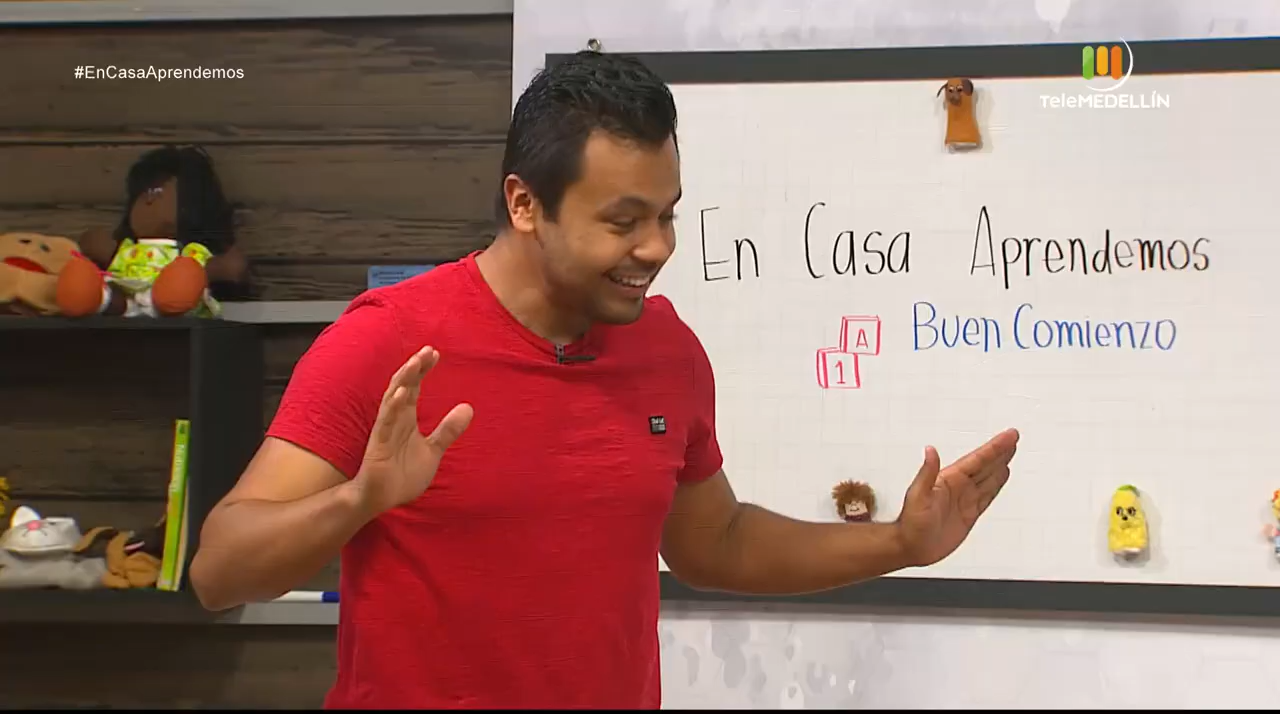 #EnCasaAprendemos
TeleMEDELLÍN
En Casa Aprendemos
Buen Comienzo
A
1